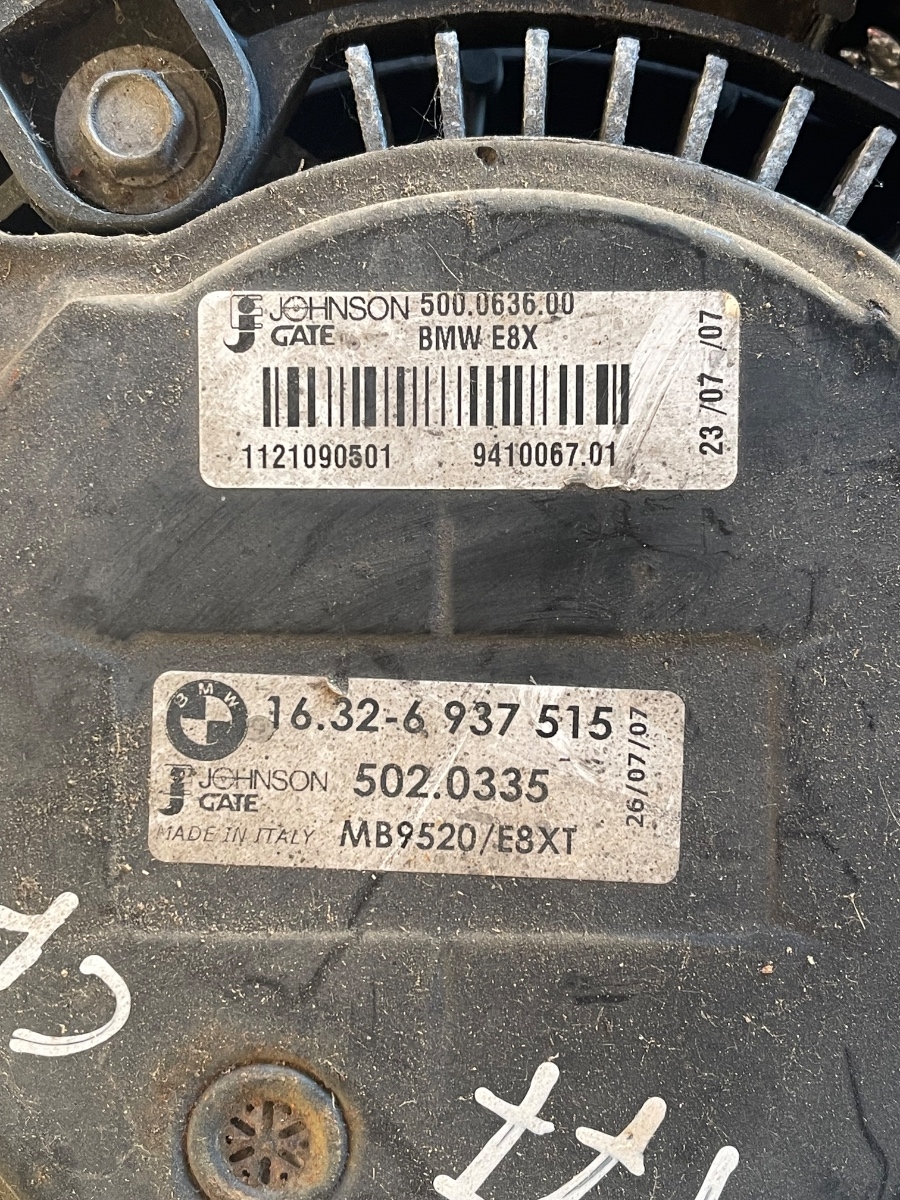 JOHNSON 500.0636.00
GATE BMW E8X
1121090501 9410067.01
23/07/07
BMW 16.32-6 937 515
JOHNSON 502.0335
GATE
MADE IN ITALY MB9520/E8XT
26/07/07